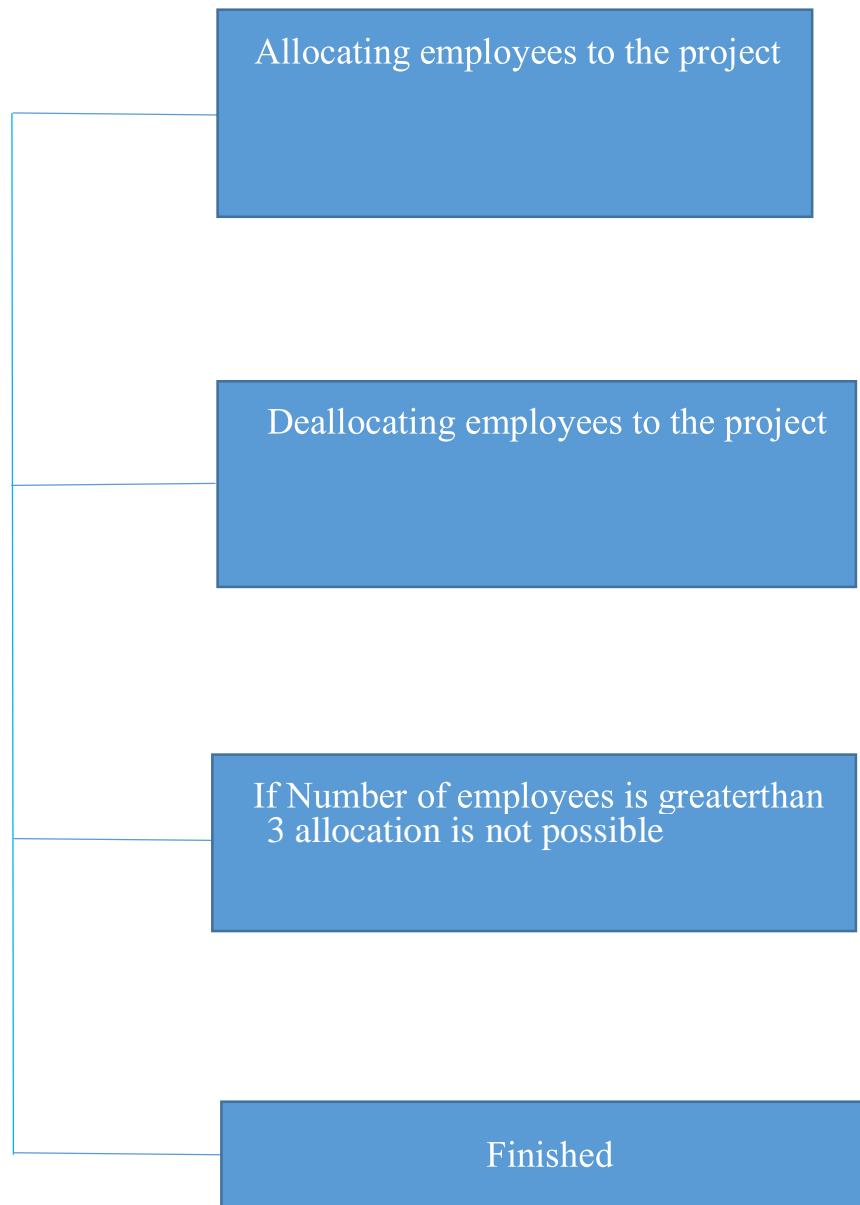 Allocating employees to the project
Deallocating employees to the project
If Number of employees is greaterthan
3 allocation is not possible
Finished